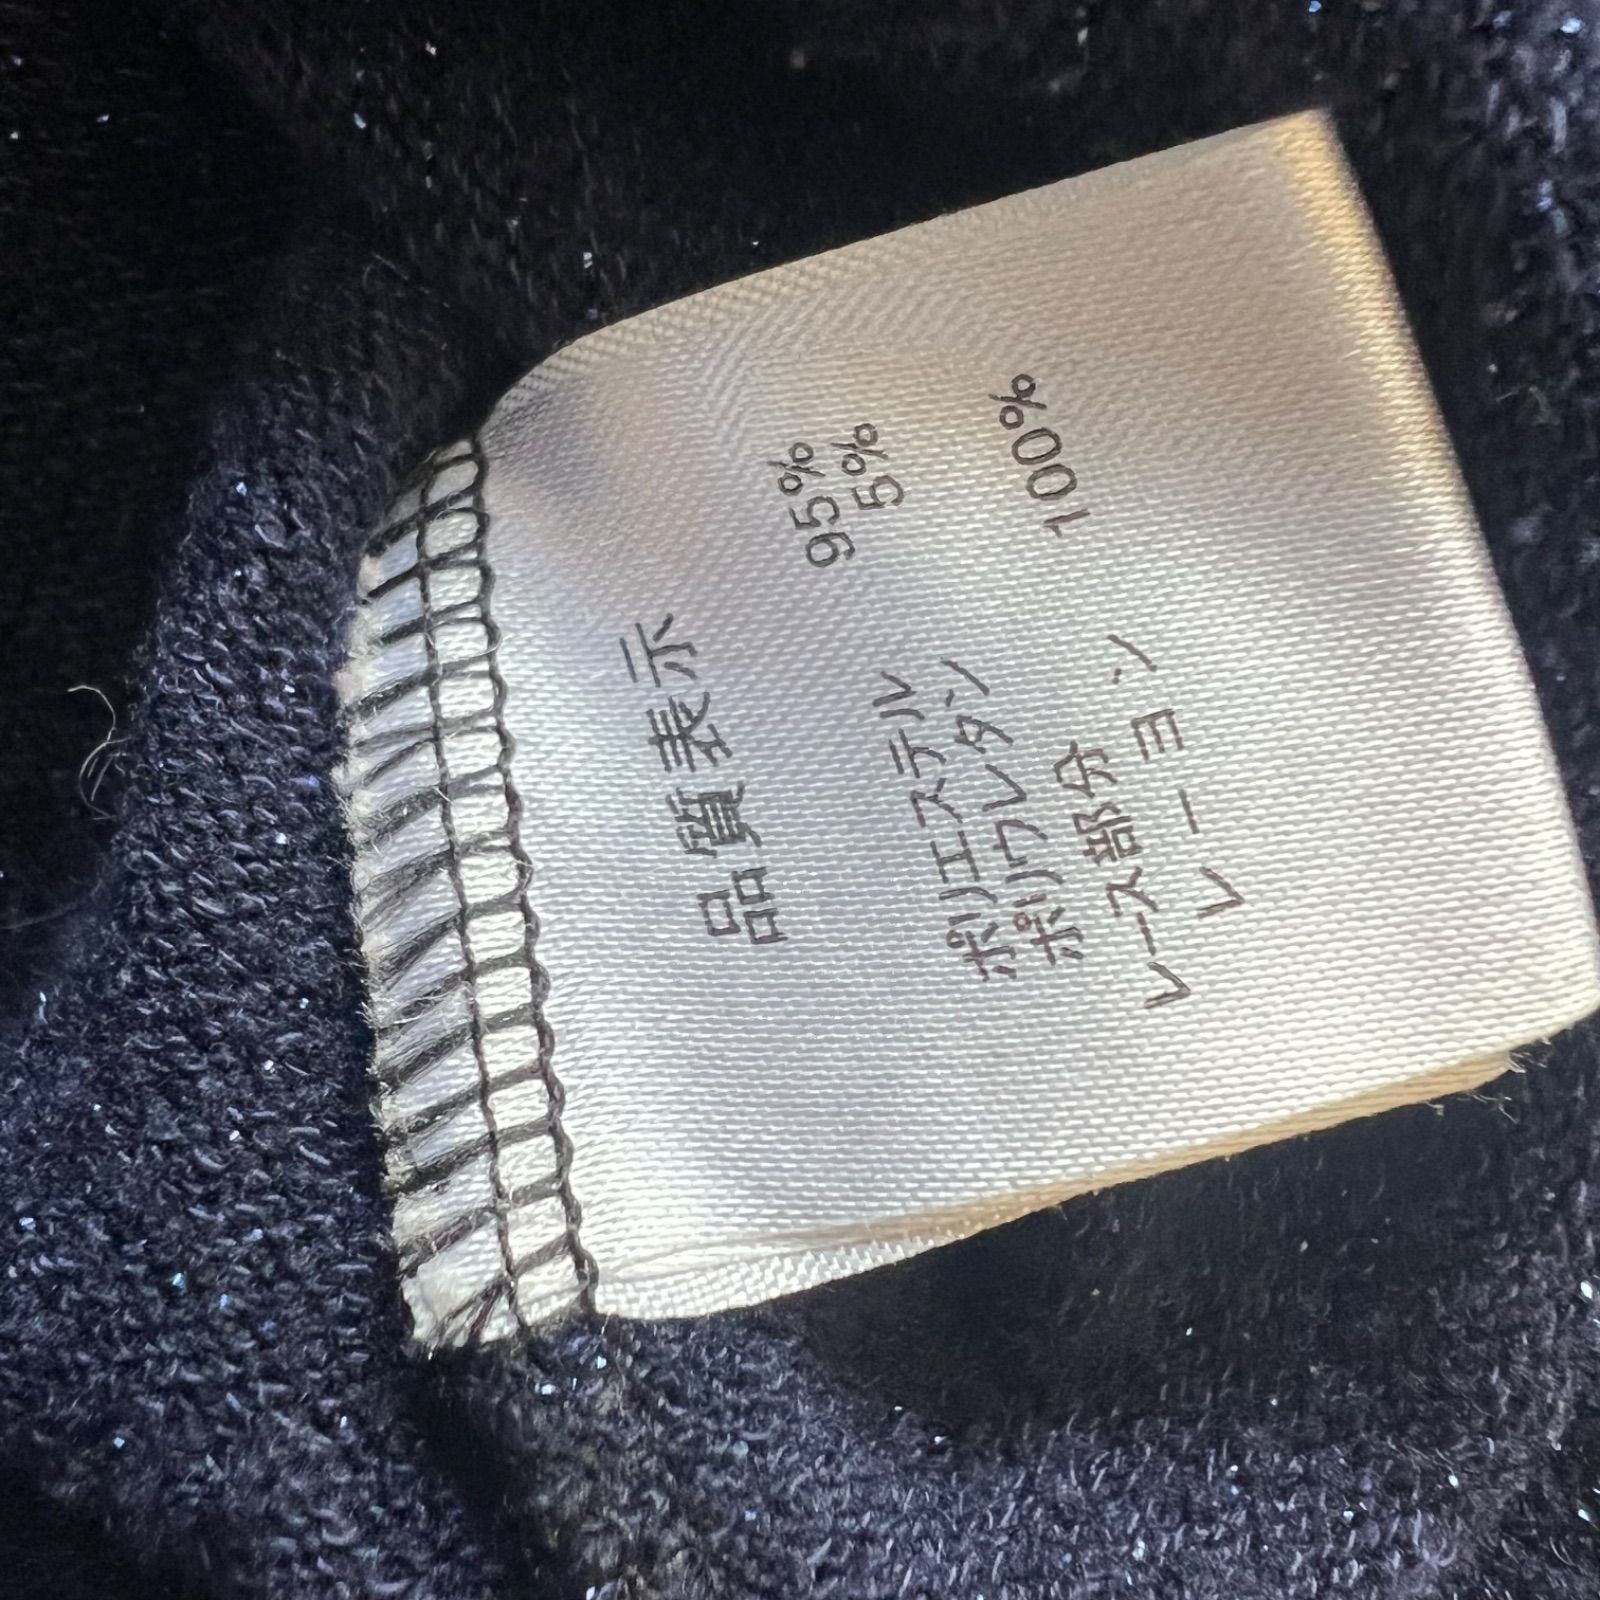 品質表示
ポリエステル 95%
ポリウレタン 5%
レース部分
レーヨン 100%